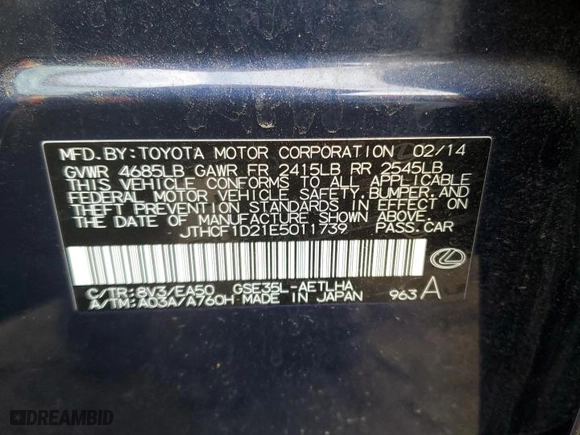 MFD.BY:TOYOTA MOTOR CORPORATION 02/14
GVWR 4685LB GAWR FR 2415LB RR 2545LB
THIS VEHICLE CONFORMS TO ALL APPLICABLE
FEDERAL MOTOR VEHICLE SAFETY,BUMPER,AND
THEFT PREVENTION STANDARDS IN EFFECT ON
THE DATE OF MANUFACTURE SHOWN ABOVE.
JTHCF1D21E5011739 PASS.CAR
C/TR:8V3/EA50 GSE35L-AETLHA
A/TM:A03A/A760H MADE IN JAPAN 963 A
DREAMBID